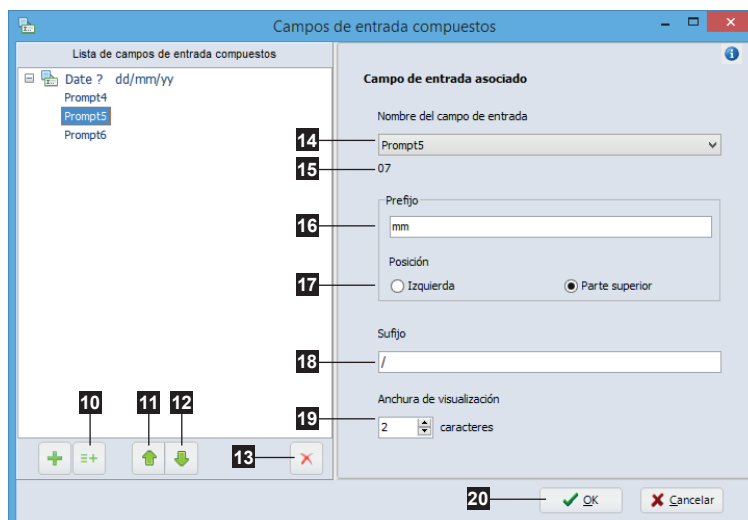 Campos de entrada compuestos
Lista de campos de entrada compuestos
Date ? dd/mm/yy
Prompt4
Prompt5
Prompt6
10
11
12
13
Campo de entrada asociado
Nombre del campo de entrada
14
Prompt5
15
07
Prefijo
16
mm
Posición
17
Izquierda
Parte superior
Sufijo
18
/
Anchura de visualización
19
2
caracteres
20
OK
Cancelar